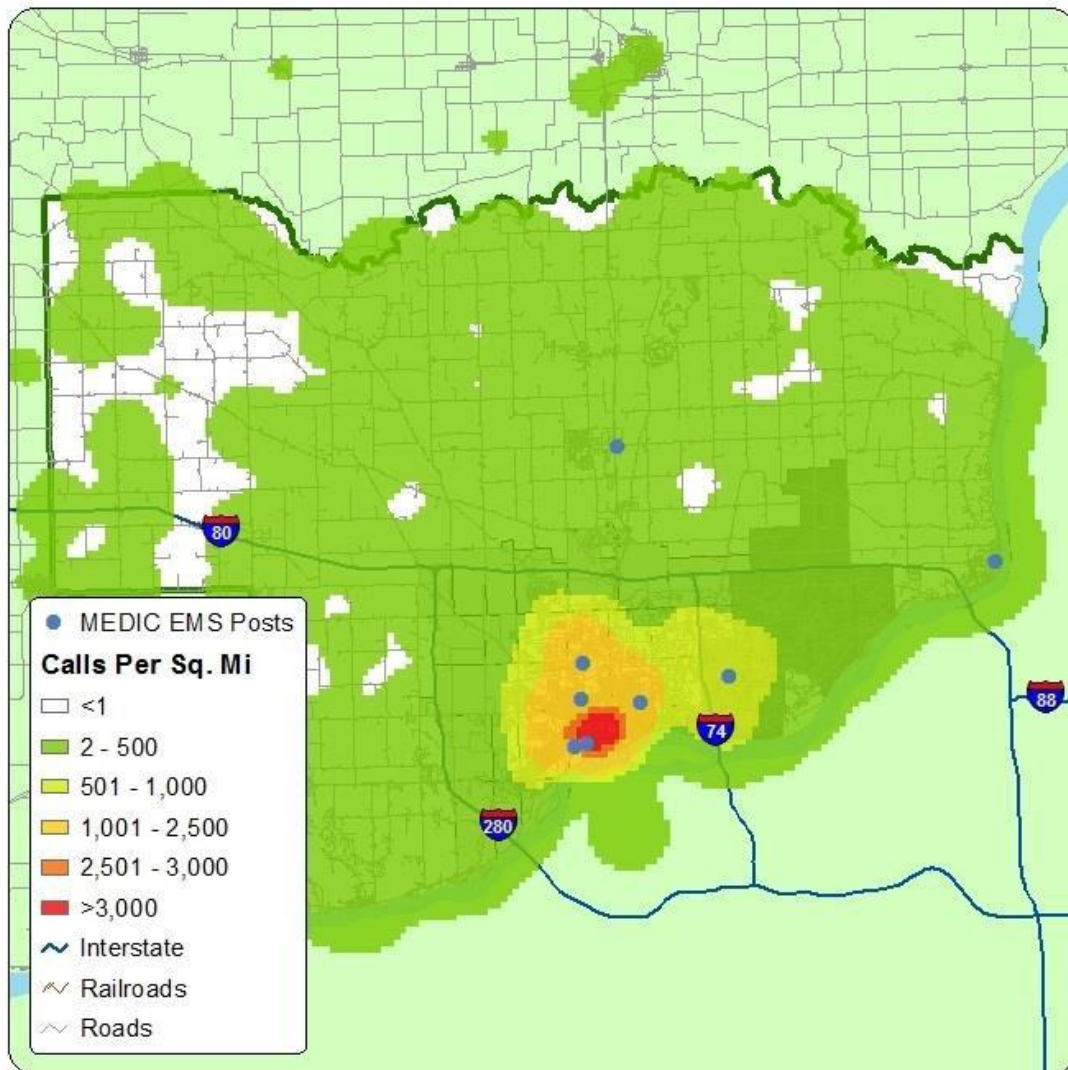 80
88
74
280
MEDIC EMS Posts
Calls Per Sq. Mi
<1
2 - 500
501 - 1,000
1,001 - 2,500
2,501 - 3,000
>3,000
Interstate
Railroads
Roads